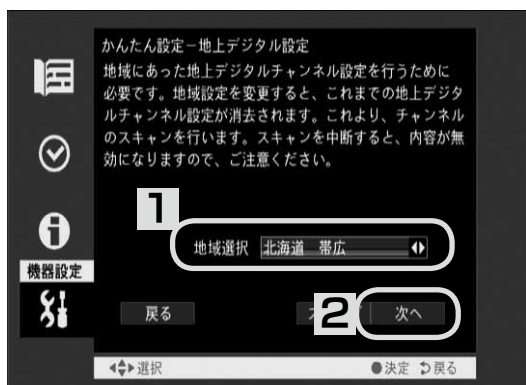 かんたん設定－地上デジタル設定
地域にあった地上デジタルチャンネル設定を行うために
必要です。地域設定を変更すると、これまでの地上デジタ
ルチャンネル設定が消去されます。これより、チャンネル
のスキャンを行います。スキャンを中断すると、内容が無
効になりますので、ご注意ください。
1
地域選択 北海道 帯広
機器設定
戻る 2 次へ
選択 決定 戻る